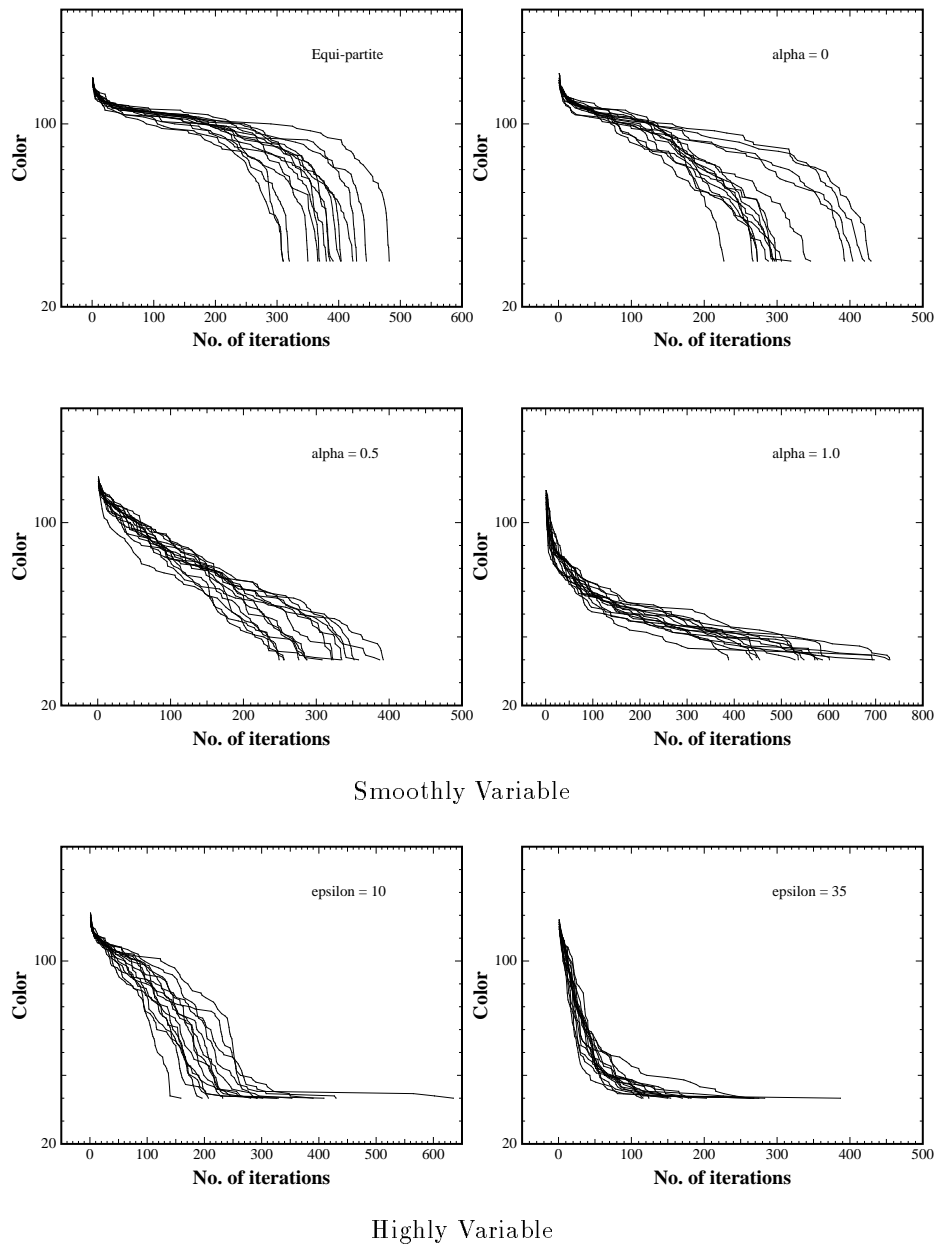 Equi-partite
100
20
Color
0 100 200 300 400 500 600
No. of iterations
alpha = 0
100
20
Color
0 100 200 300 400 500
No. of iterations
alpha = 0.5
100
20
Color
0 100 200 300 400 500
No. of iterations
alpha = 1.0
100
20
Color
0 100 200 300 400 500 600 700 800
No. of iterations
Smoothly Variable
epsilon = 10
100
20
Color
0 100 200 300 400 500 600
No. of iterations
epsilon = 35
100
20
Color
0 100 200 300 400 500
No. of iterations
Highly Variable